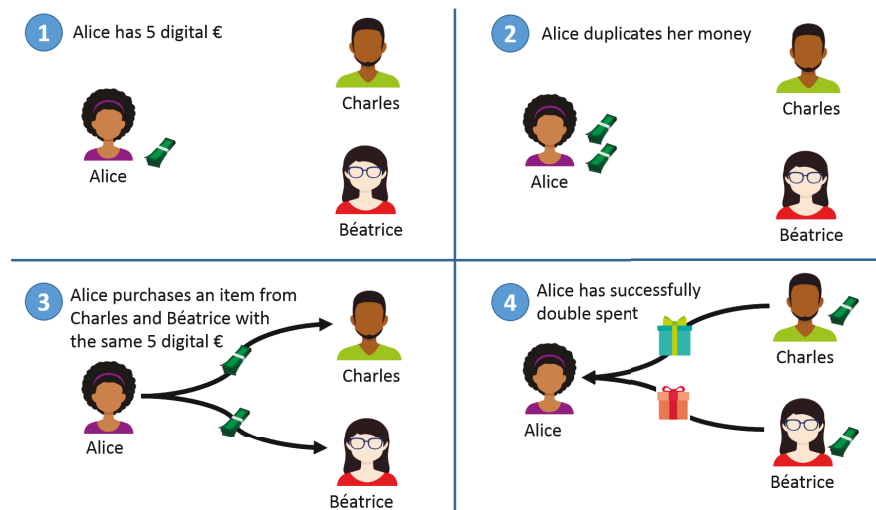 1
Alice has 5 digital €
Charles
Alice
Béatrice
2
Alice duplicates her money
Charles
Alice
Béatrice
3
Alice purchases an item from
Charles and Béatrice with
the same 5 digital €
Charles
Alice
Béatrice
4
Alice has successfully
double spent
Charles
Alice
Béatrice